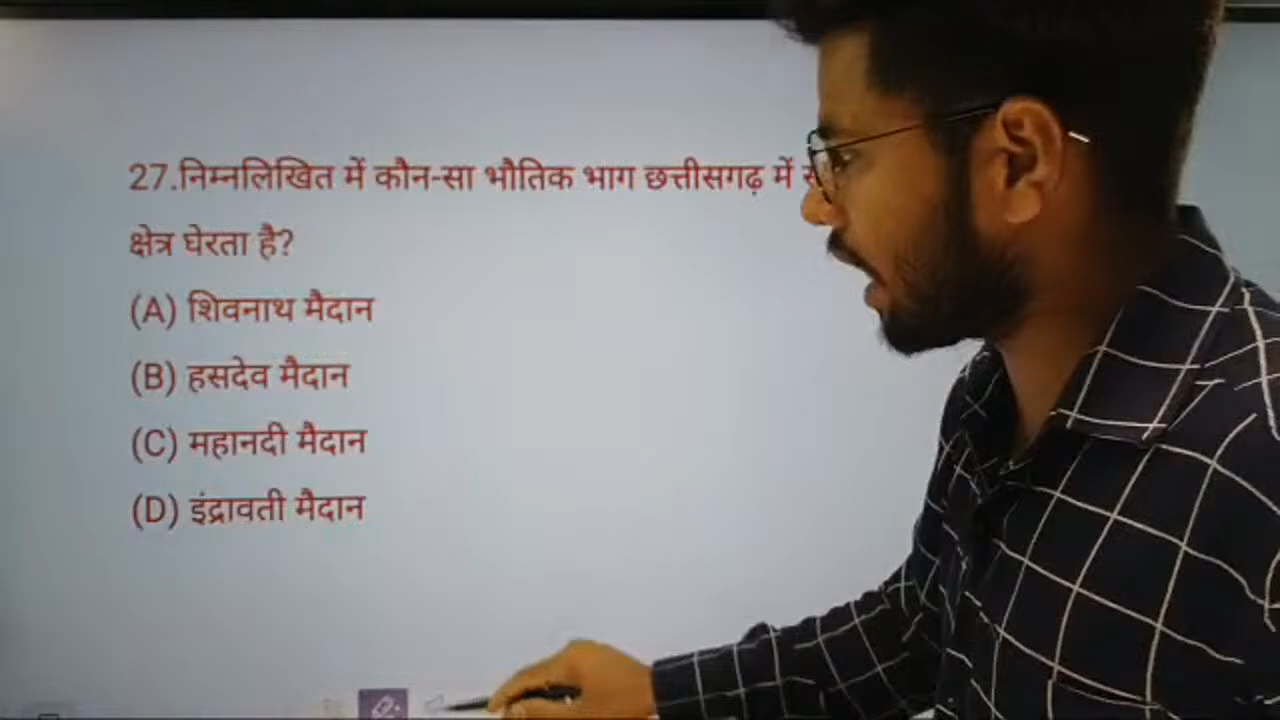 27.निम्नलिखित में कौन-सा भौतिक भाग छत्तीसगढ़ में
क्षेत्र घेरता है?
(A) शिवनाथ मैदान
(B) हसदेव मैदान
(C) महानदी मैदान
(D) इंद्रावती मैदान